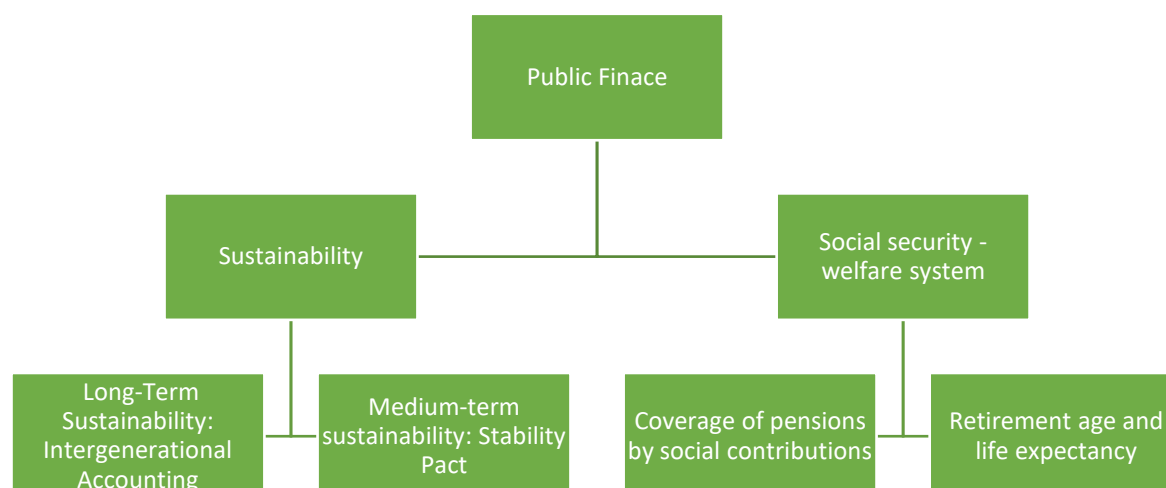 Public Finace
Sustainability
Social security -
welfare system
Long-Term
Sustainability:
Intergenerational
Accounting
Medium-term
sustainability: Stability
Pact
Coverage of pensions
by social contributions
Retirement age and
life expectancy